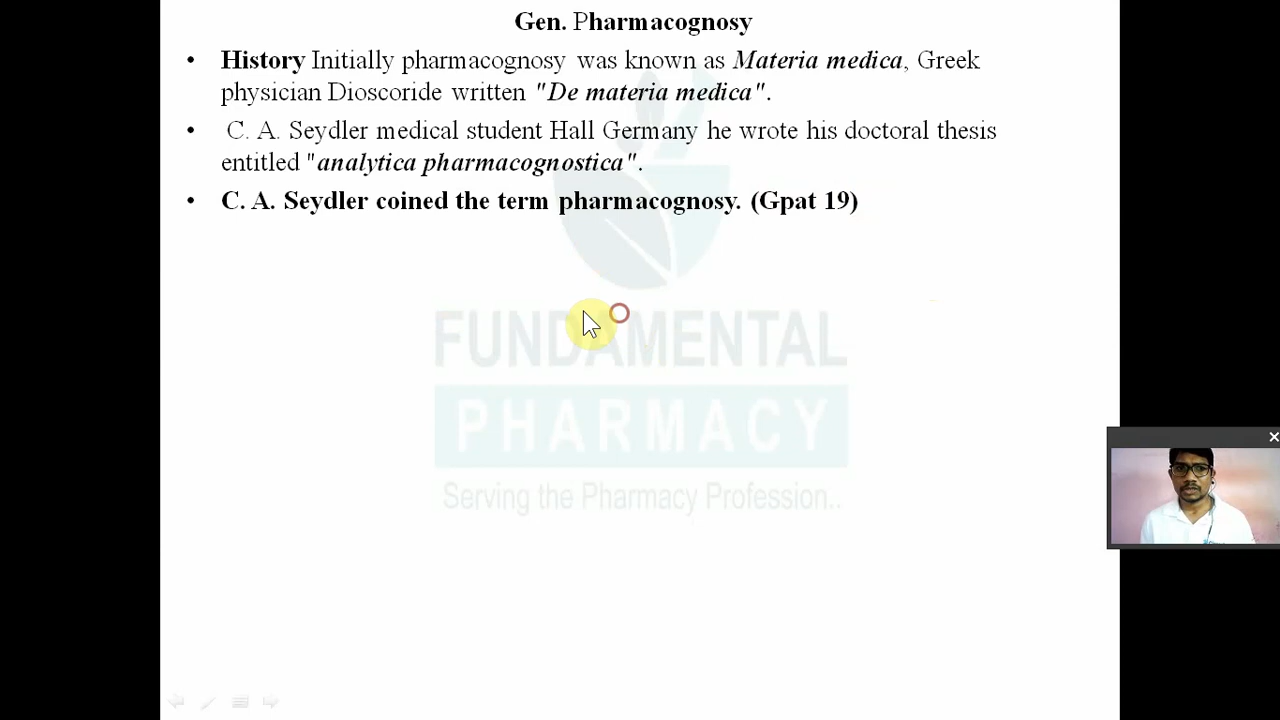 Gen. Pharmacognosy
• History Initially pharmacognosy was known as Materia medica, Greek
physician Dioscoride written "De materia medica".
• C. A. Seydler medical student Hall Germany he wrote his doctoral thesis
entitled "analytica pharmacognostica".
• C. A. Seydler coined the term pharmacognosy. (Gpat 19)
FUNDAMENTAL
PHARMACY
Serving the Pharmacy Profession..